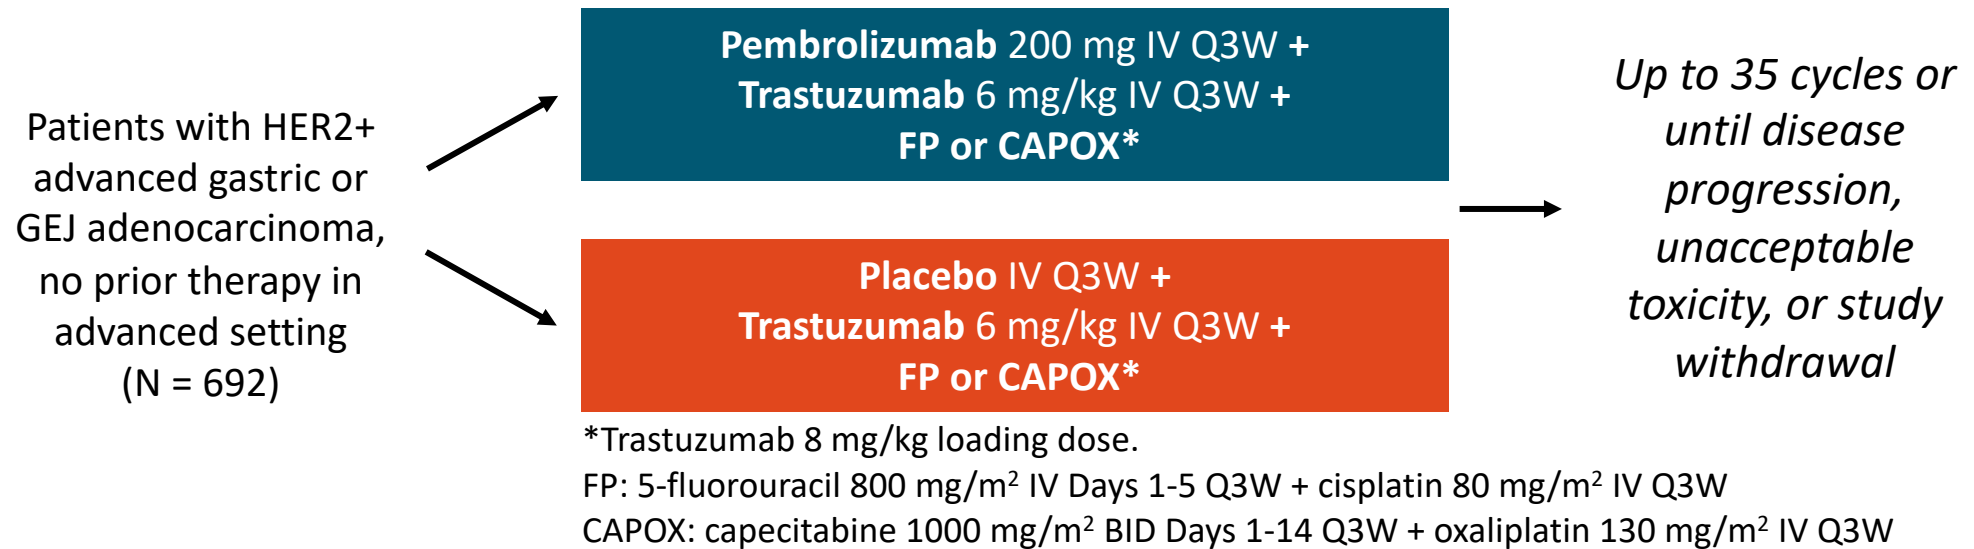 Patients with HER2+
advanced gastric or
GEJ adenocarcinoma,
no prior therapy in
advanced setting
(N = 692)
Pembrolizumab 200 mg IV Q3W +
Trastuzumab 6 mg/kg IV Q3W +
FP or CAPOX*
Placebo IV Q3W +
Trastuzumab 6 mg/kg IV Q3W +
FP or CAPOX*
Up to 35 cycles or
until disease
progression,
unacceptable
toxicity, or study
withdrawal
*Trastuzumab 8 mg/kg loading dose.
FP: 5-fluorouracil 800 mg/m² IV Days 1-5 Q3W + cisplatin 80 mg/m² IV Q3W
CAPOX: capecitabine 1000 mg/m² BID Days 1-14 Q3W + oxaliplatin 130 mg/m² IV Q3W